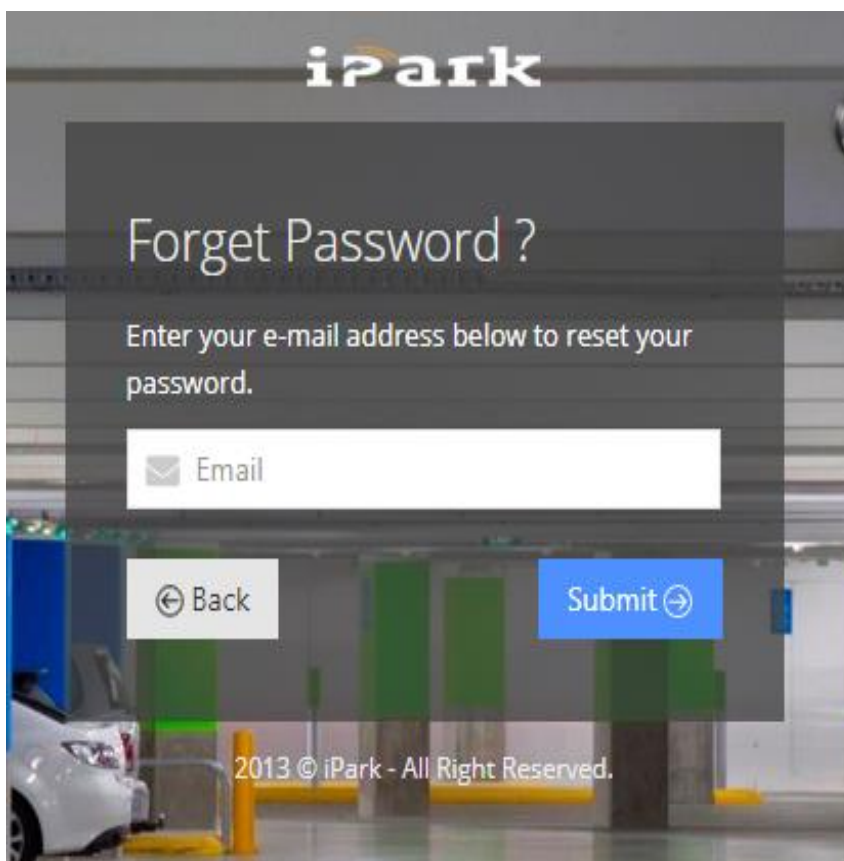 iPark
Forget Password ?
Enter your e-mail address below to reset your
password.
Email
Back
Submit
2013 © iPark - All Right Reserved.